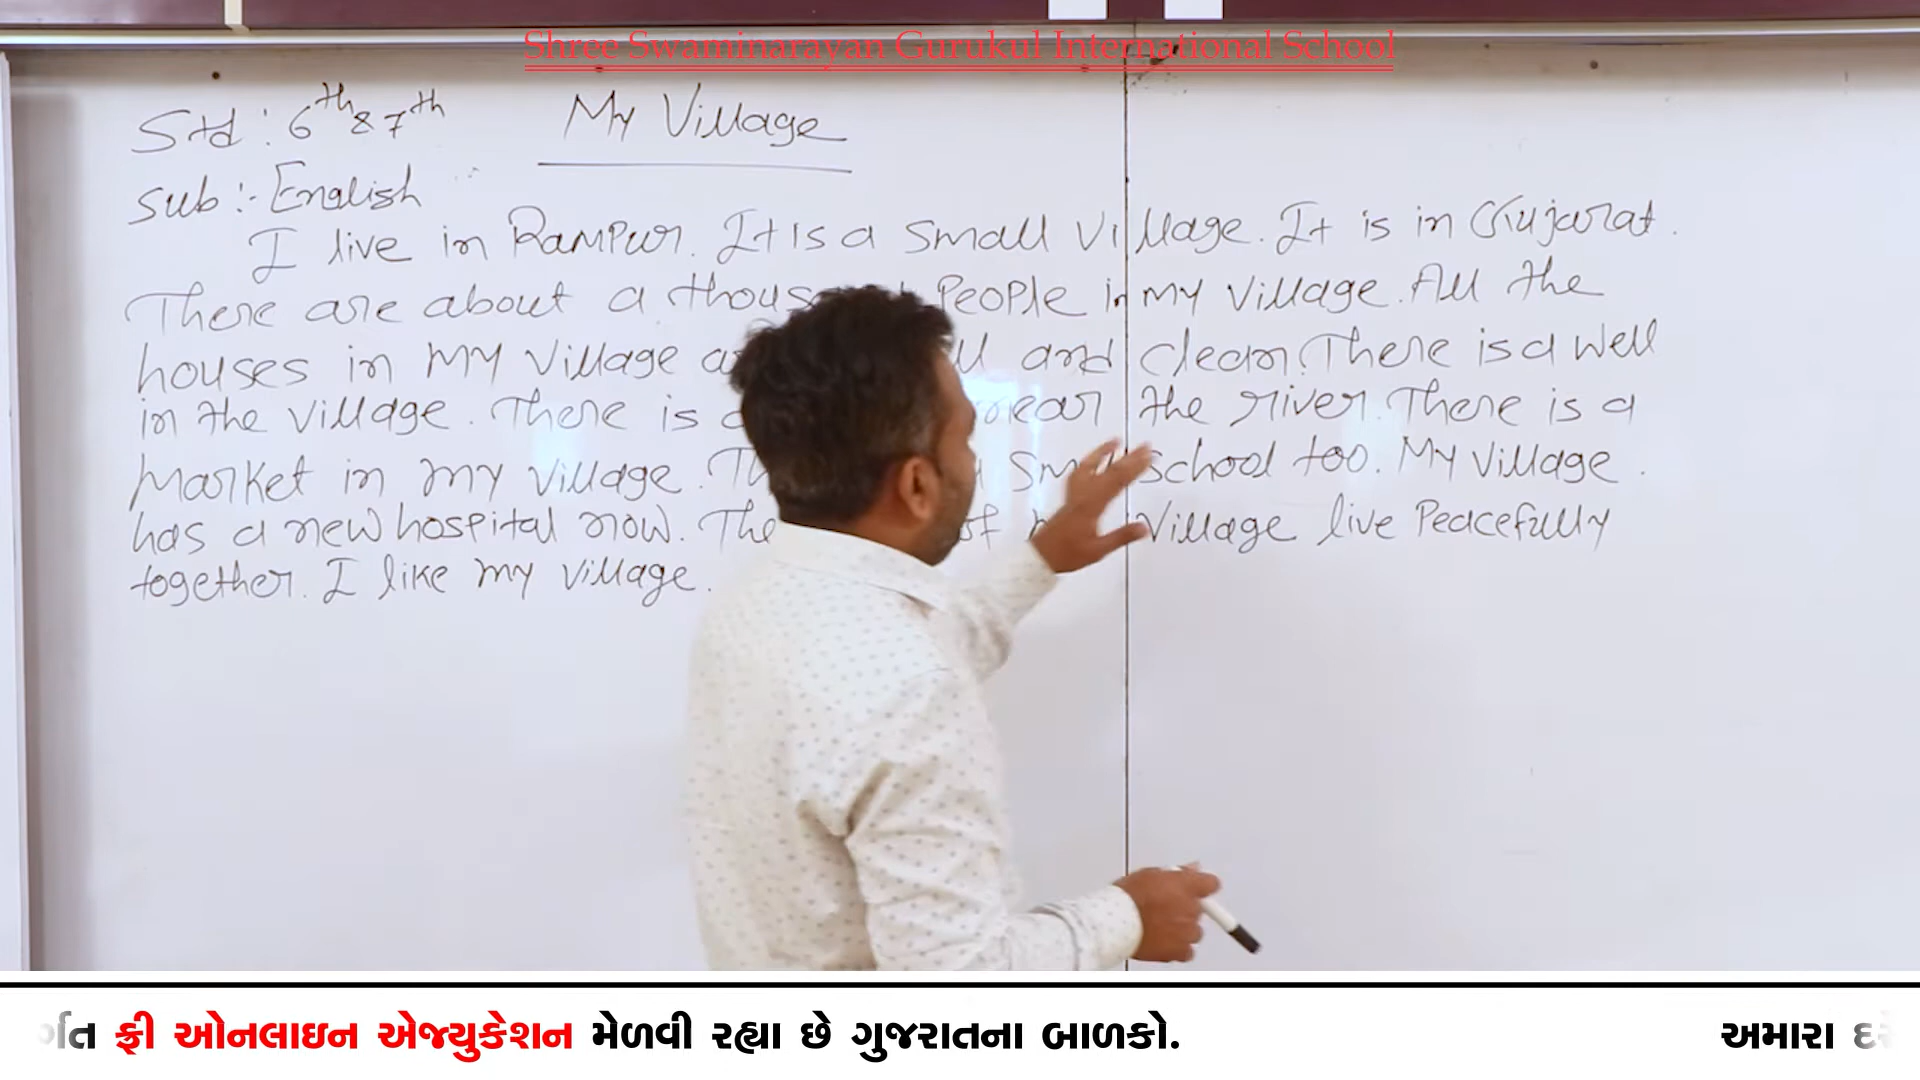 Shree Swaminarayan Gurukul International School
Std : 6th & 7th My Village
Sub :- English
I live in Rampur. It is a small village. It is in Gujarat.
There are about a people in my village. All the
houses in my village and clean. There is a well
in the village. There is near the river. There is a
market in my village. small school too. My village
has a new hospital now. The of village live peacefully
together. I like my village.
ફ્રી ઓનલાઇન એજ્યુકેશન મેળવી રહ્યા છે ગુજરાતના બાળકો. અમારા